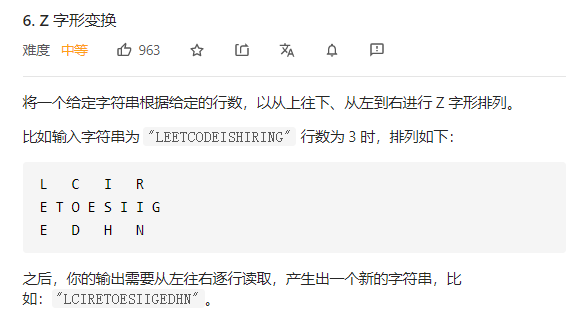 6. Z 字形变换
难度 中等 963
将一个给定字符串根据给定的行数，以从上往下、从左到右进行 Z 字形排列。
比如输入字符串为 "LEETCODEISHIRING" 行数为 3 时，排列如下：
L   C   I   R
E T O E S I I G
E   D   H   N
之后，你的输出需要从左往右逐行读取，产生出一个新的字符串，比
如："LCIRETOESIIGEDHN"。